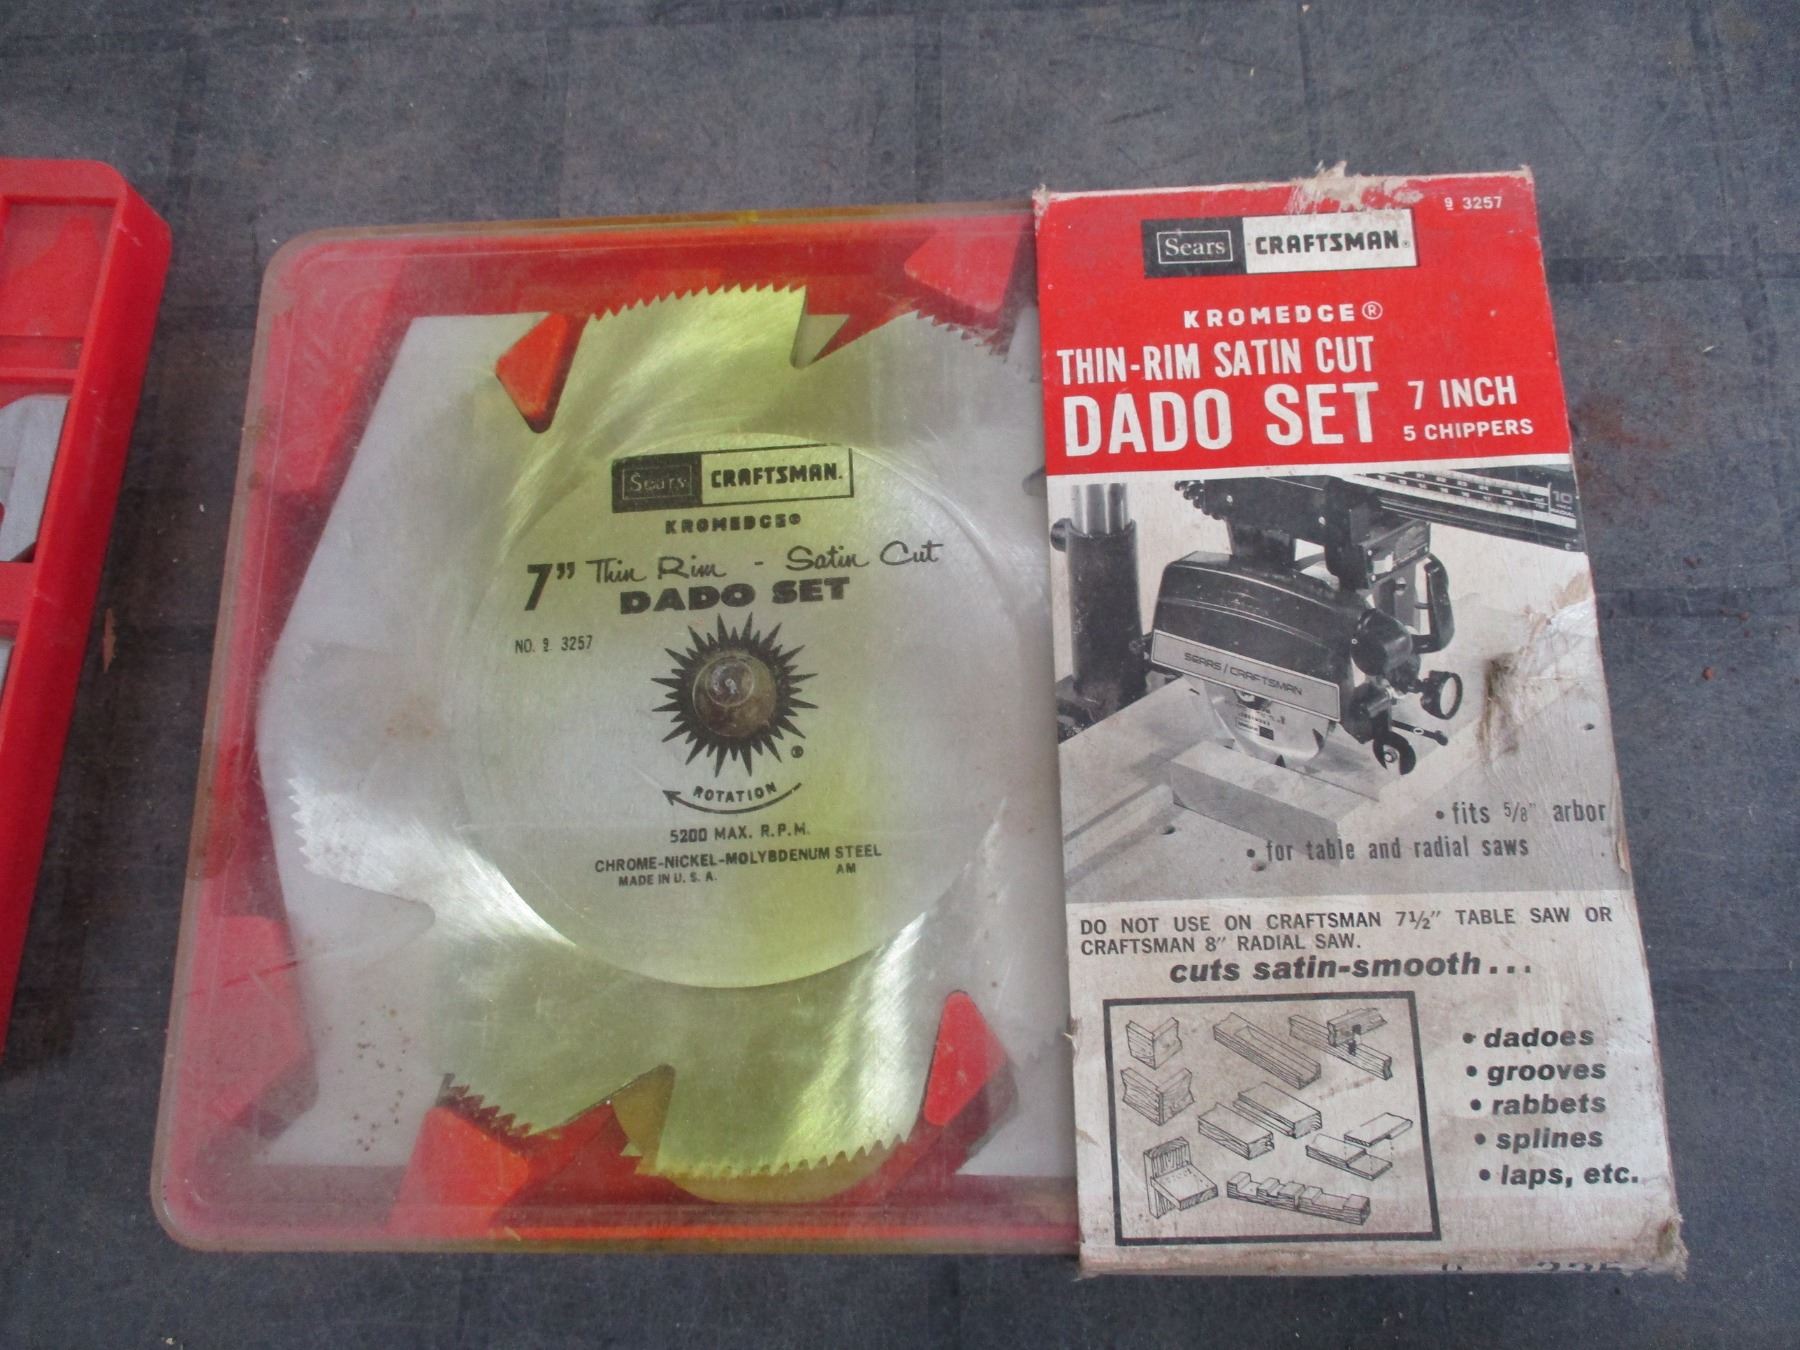 Sears CRAFTSMAN.
KROMEDGE®
7" Thin Rim - Satin Cut
DADO SET
NO. 9 3257
®
ROTATION
5200 MAX. R.P.M.
CHROME-NICKEL-MOLYBDENUM STEEL
MADE IN U. S. A. AM
9 3257
Sears CRAFTSMAN®
KROMEDGE®
THIN-RIM SATIN CUT
DADO SET 7 INCH
5 CHIPPERS
10
SEARS / CRAFTSMAN
• fits 5/8" arbor
• for table and radial saws
DO NOT USE ON CRAFTSMAN 7½" TABLE SAW OR
CRAFTSMAN 8" RADIAL SAW.
cuts satin-smooth...
• dadoes
• grooves
• rabbets
• splines
• laps, etc.